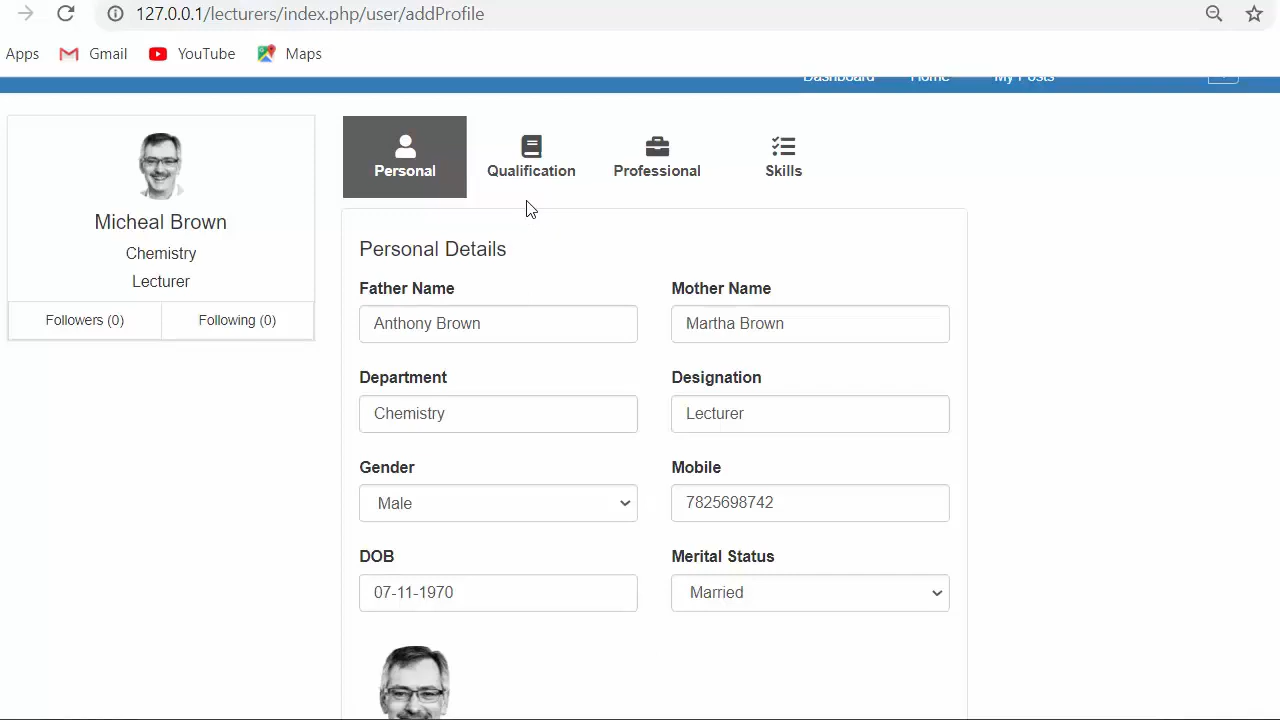 127.0.0.1/lecturers/index.php/user/addProfile
Apps Gmail YouTube Maps
Dashboard Home My Posts
Micheal Brown
Chemistry
Lecturer
Followers (0) Following (0)
Personal Qualification Professional Skills
Personal Details
Father Name Mother Name
Anthony Brown Martha Brown
Department Designation
Chemistry Lecturer
Gender Mobile
Male 7825698742
DOB Merital Status
07-11-1970 Married